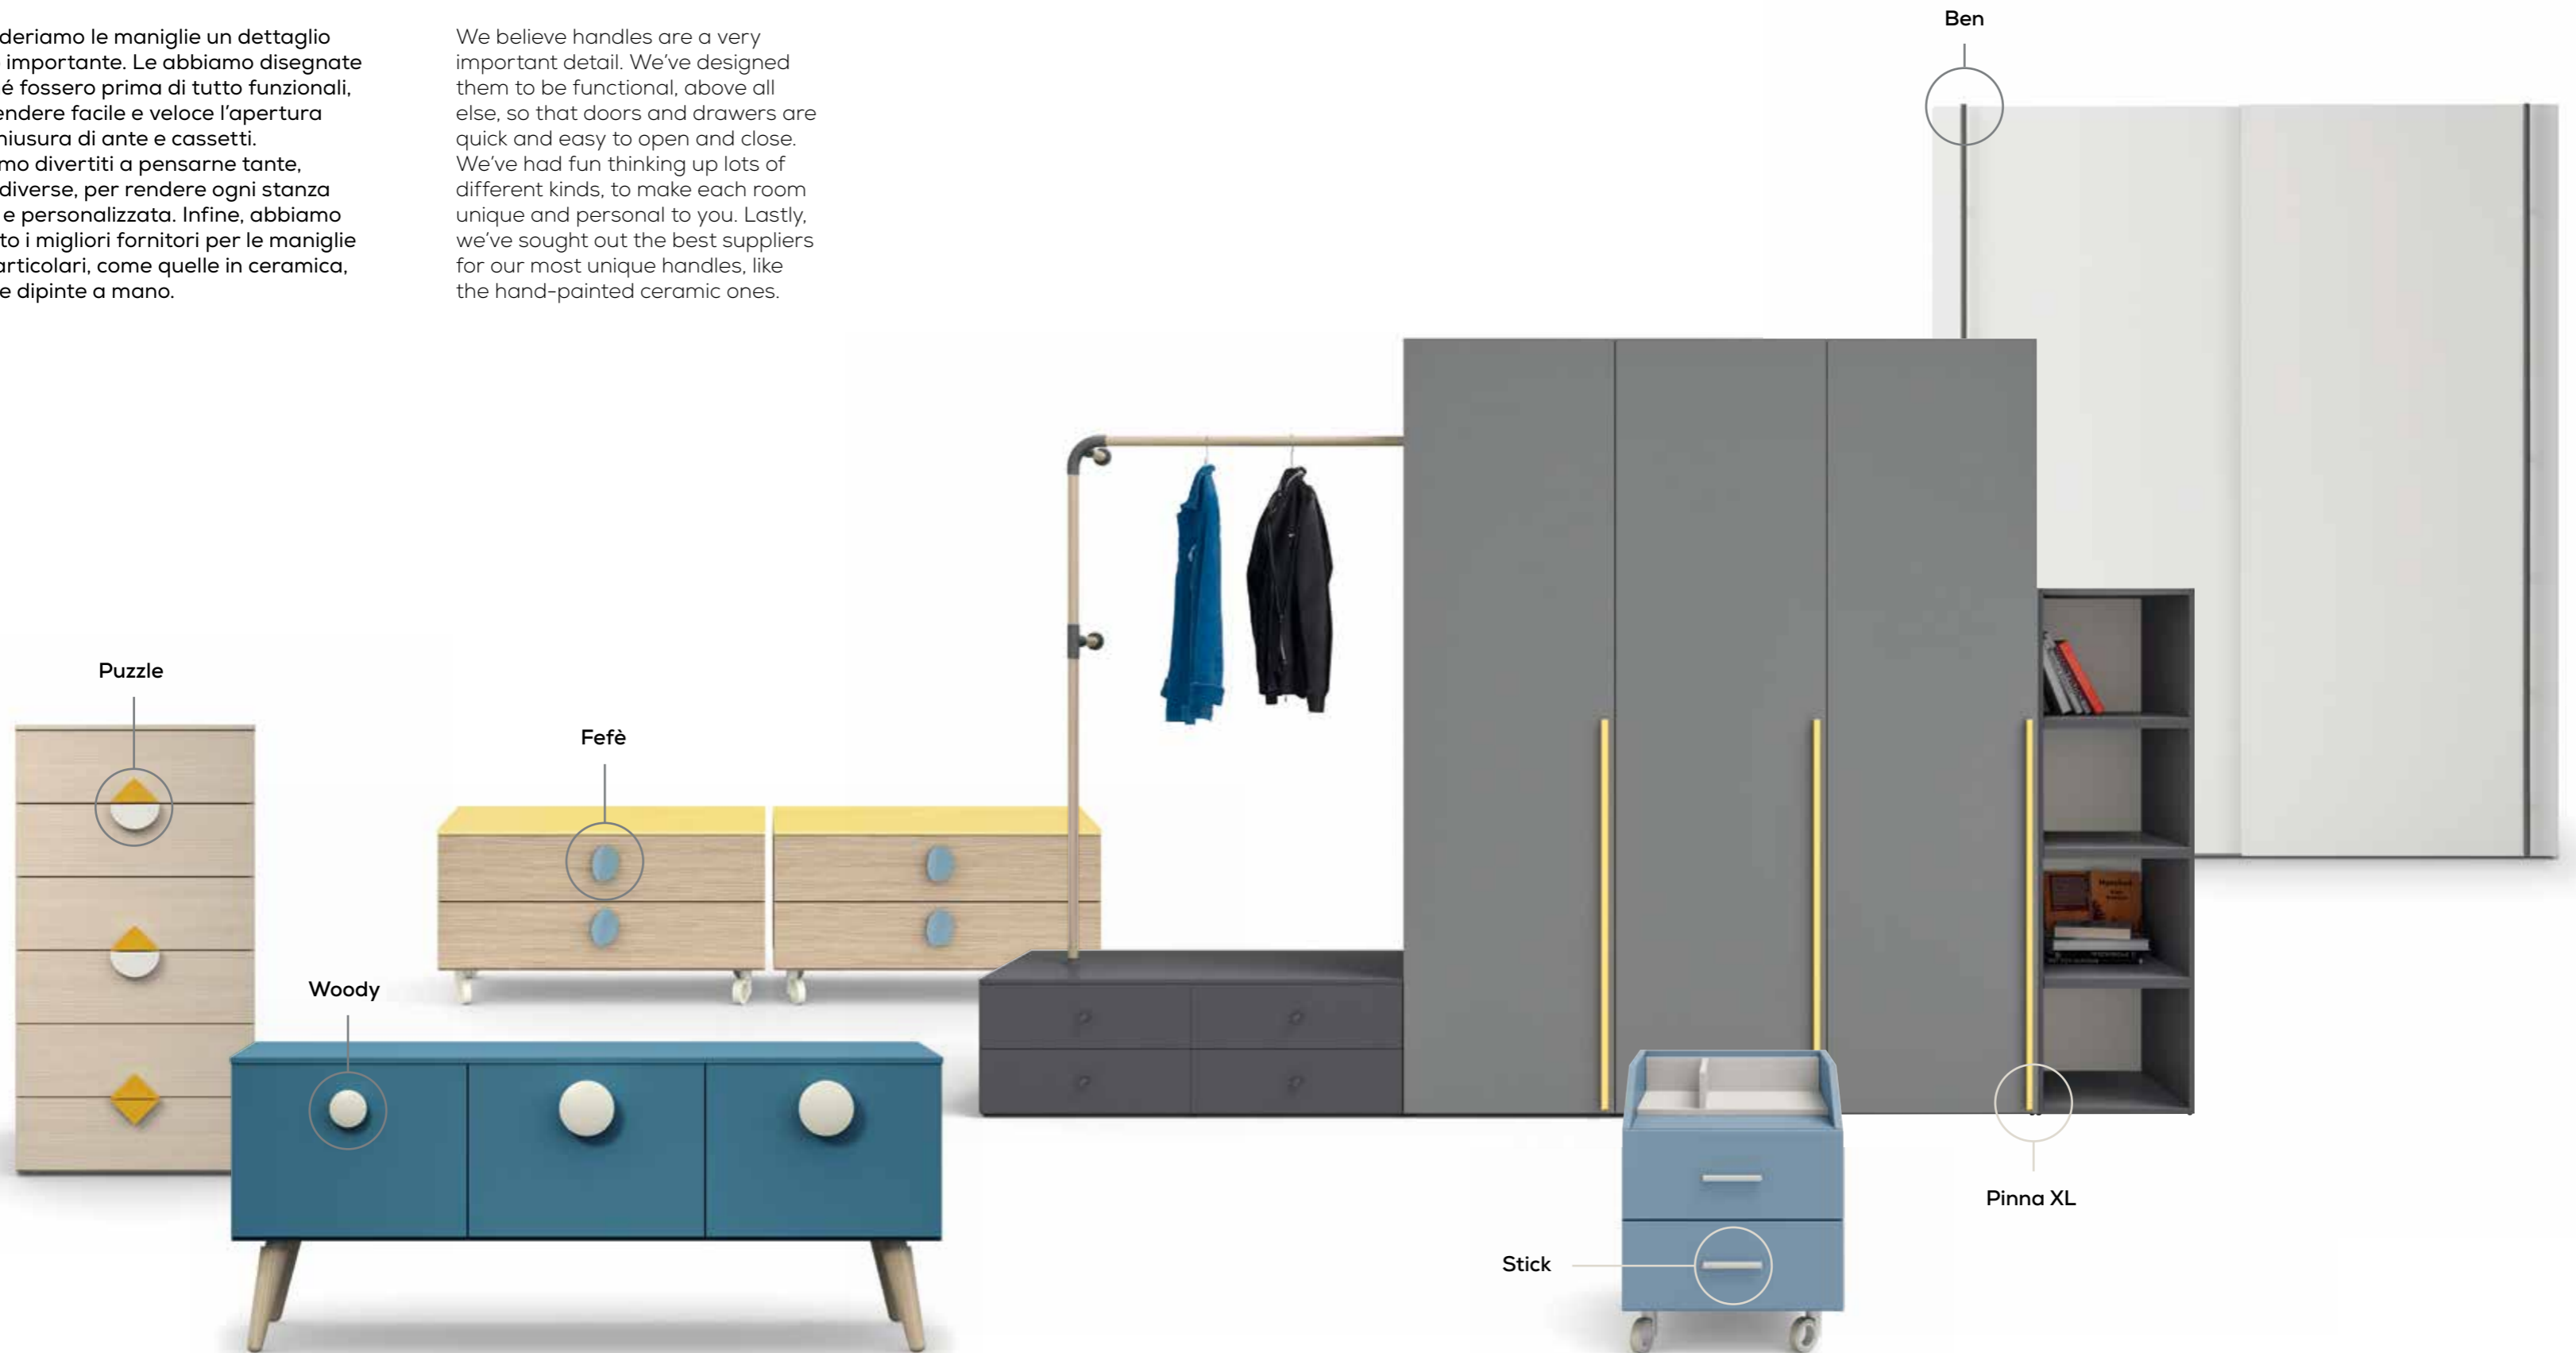 deriamo le maniglie un dettaglio
importante. Le abbiamo disegnate
é fossero prima di tutto funzionali,
endere facile e veloce l'apertura
hiusura di ante e cassetti.
mo divertiti a pensarne tante,
diverse, per rendere ogni stanza
e personalizzata. Infine, abbiamo
to i migliori fornitori per le maniglie
articolari, come quelle in ceramica,
e dipinte a mano.
We believe handles are a very
important detail. We've designed
them to be functional, above all
else, so that doors and drawers are
quick and easy to open and close.
We've had fun thinking up lots of
different kinds, to make each room
unique and personal to you. Lastly,
we've sought out the best suppliers
for our most unique handles, like
the hand-painted ceramic ones.
Ben
Puzzle
Fefè
Woody
Pinna XL
Stick